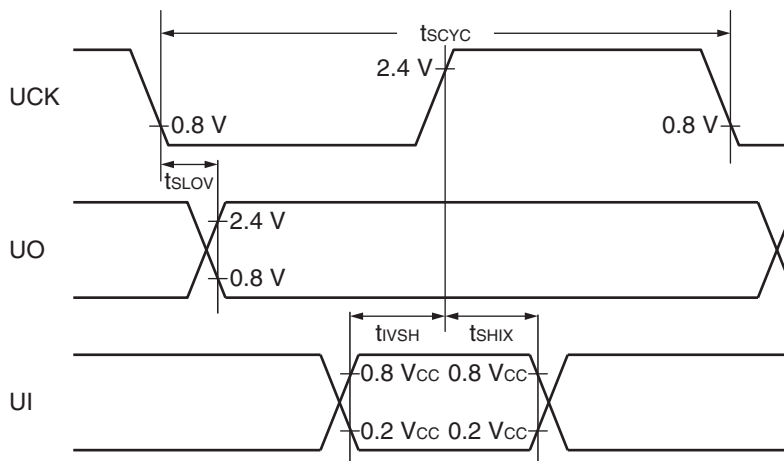 tSCYC
2.4 V
UCK
0.8 V 0.8 V
tSLOV
2.4 V
UO
0.8 V
tIVSH tSHIX
0.8 VCC 0.8 VCC
UI
0.2 VCC 0.2 VCC